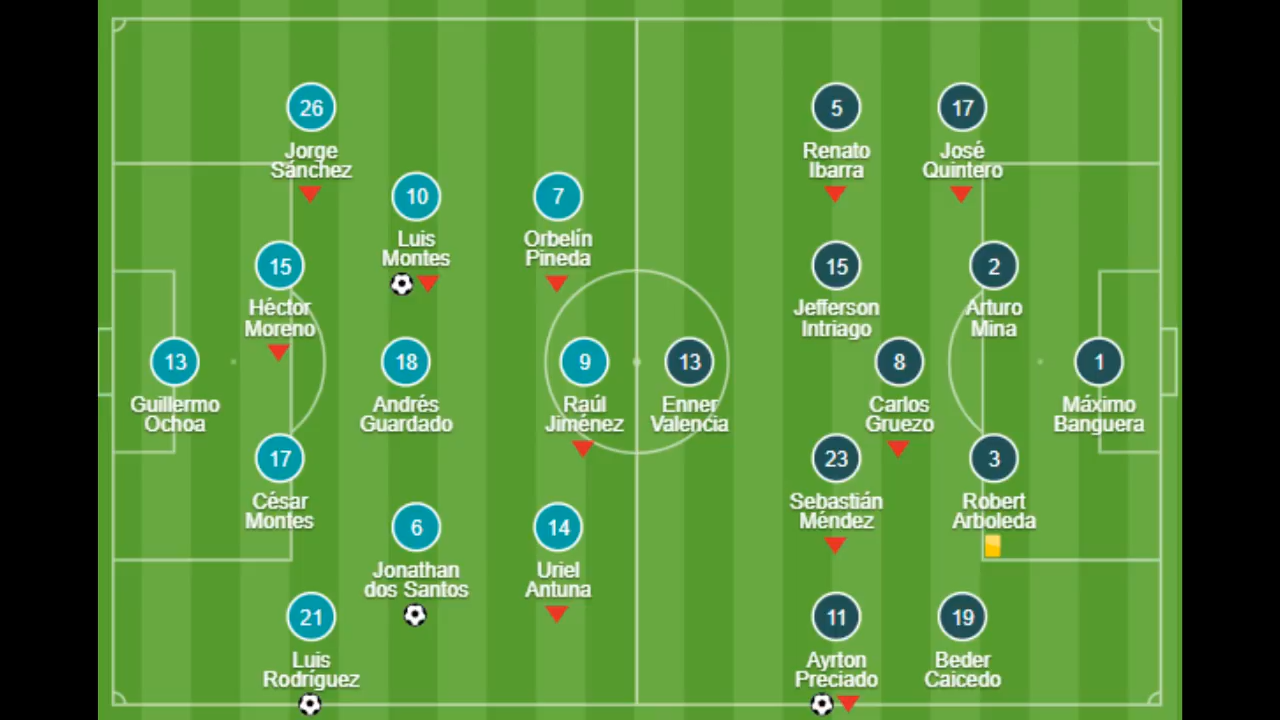 26
Jorge
Sánchez
10
Luis
Montes
7
Orbelín
Pineda
15
Héctor
Moreno
13
Guillermo
Ochoa
18
Andrés
Guardado
9
Raúl
Jiménez
17
César
Montes
6
Jonathan
dos Santos
14
Uriel
Antuna
21
Luis
Rodríguez
5
Renato
Ibarra
17
José
Quintero
15
Jefferson
Intriago
2
Arturo
Mina
13
Enner
Valencia
8
Carlos
Gruezo
1
Máximo
Banguera
23
Sebastián
Méndez
3
Robert
Arboleda
11
Ayrton
Preciado
19
Beder
Caicedo